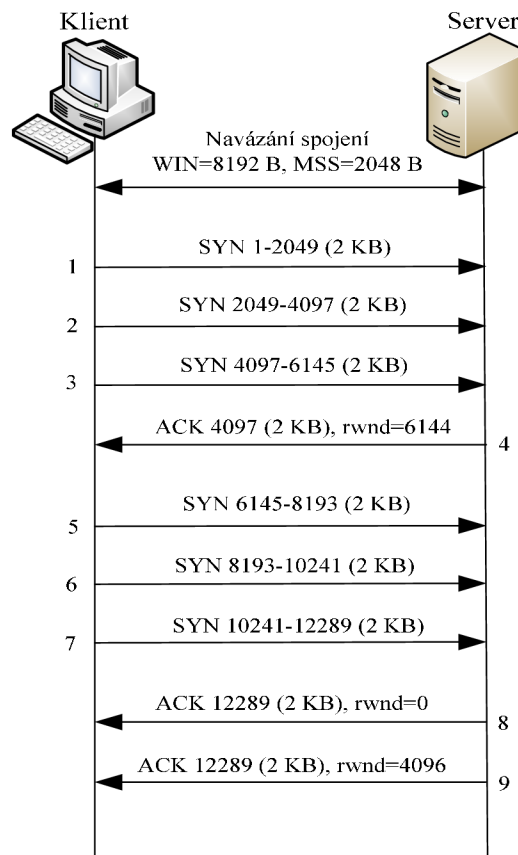 Klient
Server
Navázání spojení
WIN=8192 B, MSS=2048 B
SYN 1-2049 (2 KB)
1
SYN 2049-4097 (2 KB)
2
SYN 4097-6145 (2 KB)
3
ACK 4097 (2 KB), rwnd=6144
4
SYN 6145-8193 (2 KB)
5
SYN 8193-10241 (2 KB)
6
SYN 10241-12289 (2 KB)
7
ACK 12289 (2 KB), rwnd=0
8
ACK 12289 (2 KB), rwnd=4096
9